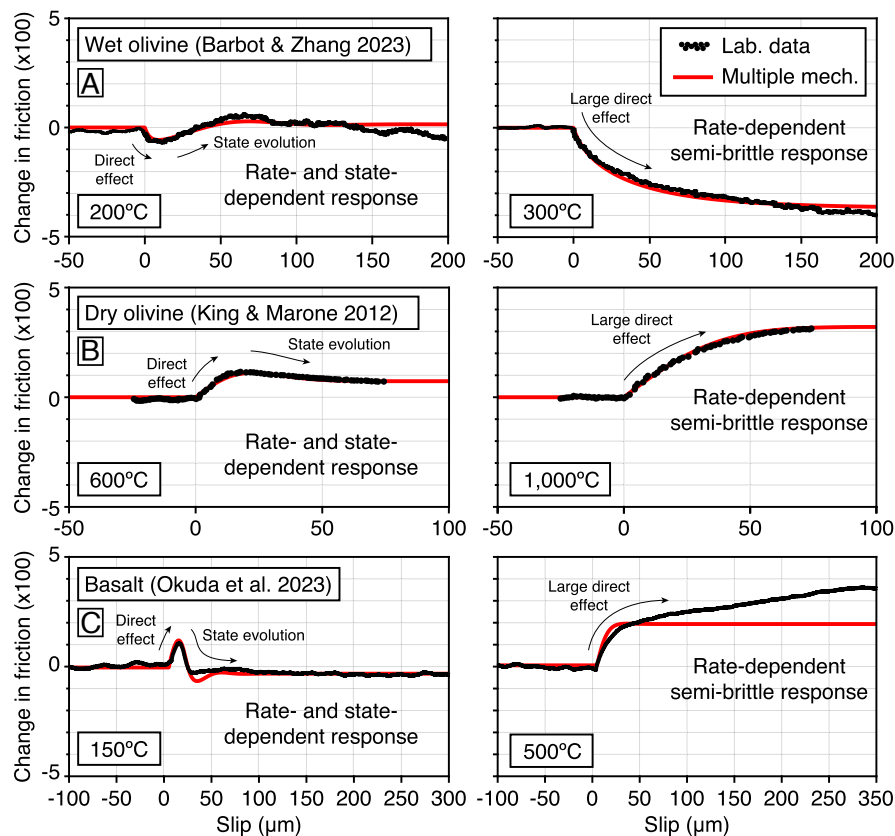 Change in friction (x100)
5
0
-5
Wet olivine (Barbot & Zhang 2023)
A
Direct
effect
State evolution
Rate- and state-
dependent response
200ºC
-50
0
50
100
150
200
Lab. data
Multiple mech.
Large direct
effect
Rate-dependent
semi-brittle response
300ºC
-50
0
50
100
150
200
Change in friction (x100)
5
0
-5
Dry olivine (King & Marone 2012)
B
Direct
effect
State evolution
Rate- and state-
dependent response
600ºC
-50
0
50
100
Large direct
effect
Rate-dependent
semi-brittle response
1,000ºC
-50
0
50
100
Change in friction (x100)
5
0
-5
Basalt (Okuda et al. 2023)
C
Direct
effect
State evolution
Rate- and state-
dependent response
150ºC
-100
-50
0
50
100
150
200
250
300
Slip (µm)
Large direct
effect
Rate-dependent
semi-brittle response
500ºC
-100
-50
0
50
100
150
200
250
300
350
Slip (µm)